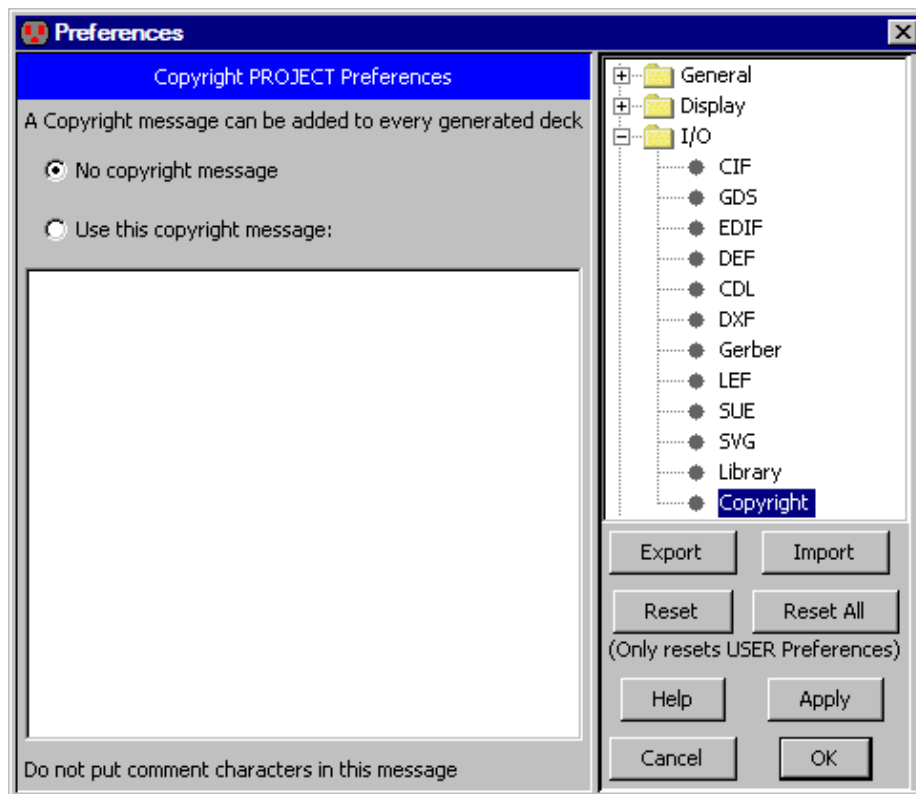 Preferences
Copyright PROJECT Preferences
A Copyright message can be added to every generated deck
No copyright message
Use this copyright message:
Do not put comment characters in this message
General
Display
I/O
CIF
GDS
EDIF
DEF
CDL
DXF
Gerber
LEF
SUE
SVG
Library
Copyright
Export Import
Reset Reset All
(Only resets USER Preferences)
Help Apply
Cancel OK